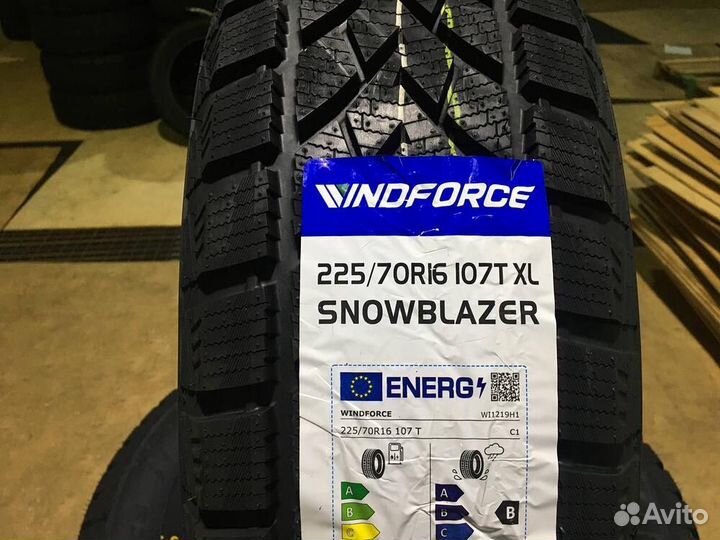 WINDFORCE
225/70R16 107T XL
SNOWBLAZER
ENERG
WINDFORCE WI1219H1
225/70R16 107 T C1
A A
B B B
C C
Avito